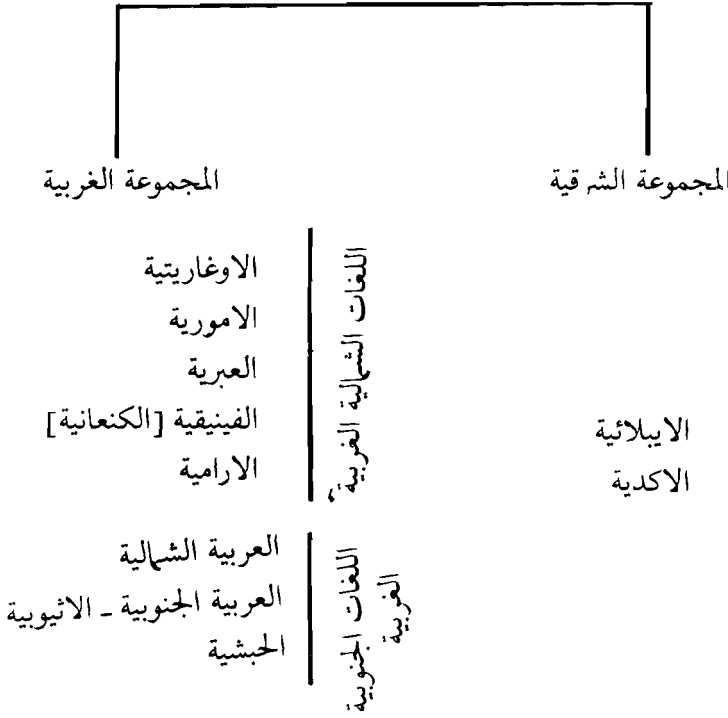 المجموعة الشرقية
المجموعة الغربية
الايبلائية
الاكدية
اللغات الشمالية الغربية
الاوغاريتية
الامورية
العبرية
الفينيقية [الكنعانية]
الارامية
اللغات الجنوبية
الغربية
العربية الشمالية
العربية الجنوبية - الاثيوبية
الحبشية